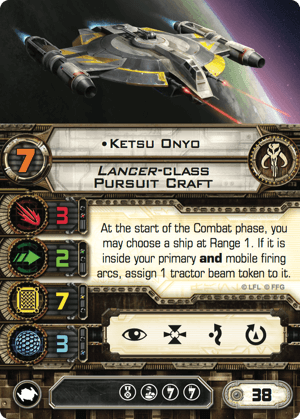 •Ketsu Onyo
7
Lancer-class
Pursuit Craft
3
2
7
3
At the start of the Combat phase, you
may choose a ship at Range 1. If it is
inside your primary and mobile firing
arcs, assign 1 tractor beam token to it.
© LFL © FFG
38